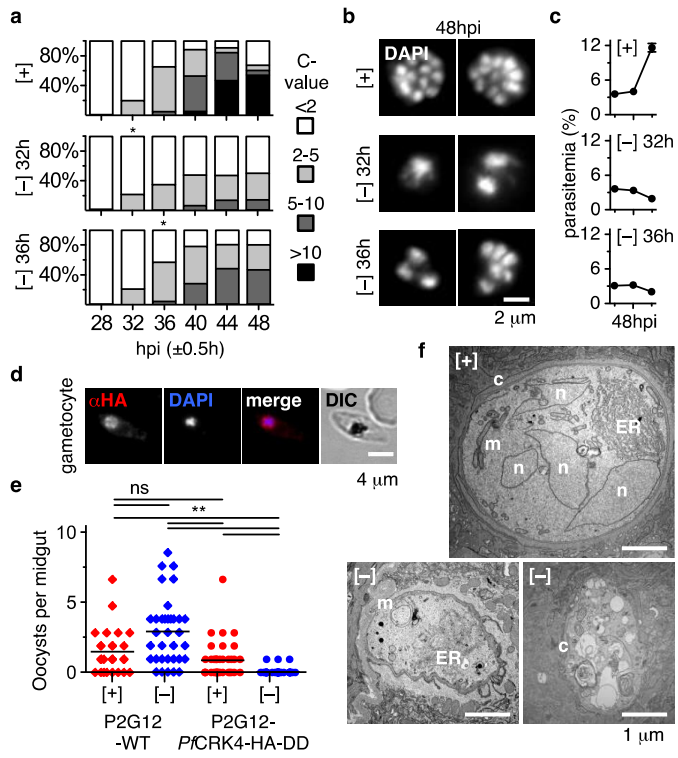 a
80%
40%
[+]
*
80%
40%
[−] 32h
*
80%
40%
[−] 36h
28 32 36 40 44 48
hpi (±0.5h)
C-
value
<2
2-5
5-10
>10
b
48hpi
DAPI
[+]
[−] 32h
[−] 36h
2 μm
c
12
6
0
[+]
12
6
0
[−] 32h
12
6
0
[−] 36h
parasitemia (%)
48hpi
d
gametocyte
αHA DAPI merge DIC
4 μm
e
ns
**
10
5
0
Oocysts per midgut
[+] [−] [+] [−]
P2G12 P2G12-
-WT PfCRK4-HA-DD
f
[+]
c
n
ER
m
n
n
n
[−]
m
ER
c
[−]
c
1 μm